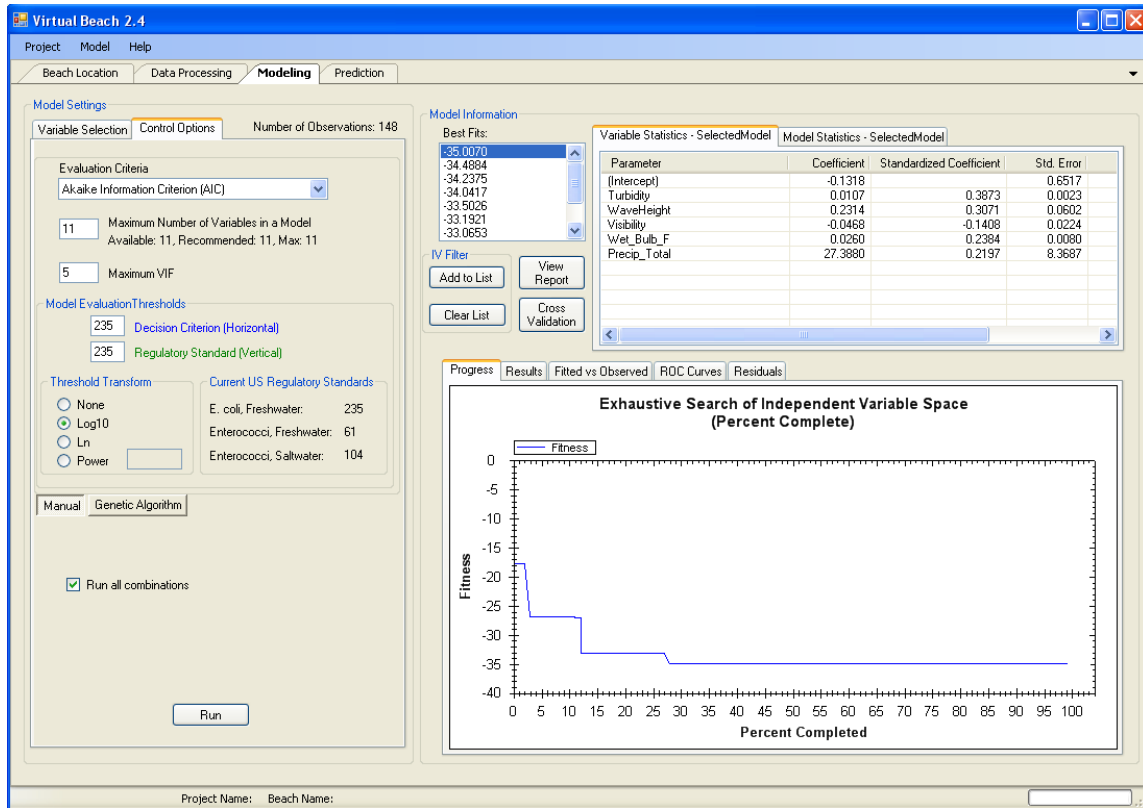 Virtual Beach 2.4
Project Model Help
Beach Location Data Processing Modeling Prediction
Model Settings
Variable Selection Control Options Number of Observations: 148
Evaluation Criteria
Akaike Information Criterion (AIC)
11 Maximum Number of Variables in a Model
Available: 11, Recommended: 11, Max: 11
5 Maximum VIF
Model EvaluationThresholds
235 Decision Criterion (Horizontal)
235 Regulatory Standard (Vertical)
Threshold Transform
None
Log10
Ln
Power
Current US Regulatory Standards
E. coli, Freshwater: 235
Enterococci, Freshwater: 61
Enterococci, Saltwater: 104
Manual Genetic Algorithm
Run all combinations
Run
Model Information
Best Fits:
-35.0070
-34.4884
-34.2375
-34.0417
-33.5026
-33.1921
-33.0653
IV Filter
Add to List
Clear List
View Report
Cross Validation
Variable Statistics - SelectedModel Model Statistics - SelectedModel
Parameter Coefficient Standardized Coefficient Std. Error
(Intercept) -0.1318 0.6517
Turbidity 0.0107 0.3873 0.0023
WaveHeight 0.2314 0.3071 0.0602
Visibility -0.0468 -0.1408 0.0224
Wet_Bulb_F 0.0260 0.2384 0.0080
Precip_Total 27.3880 0.2197 8.3687
Progress Results Fitted vs Observed ROC Curves Residuals
Exhaustive Search of Independent Variable Space
(Percent Complete)
Fitness
0
-5
-10
-15
-20
-25
-30
-35
-40
Fitness
0 5 10 15 20 25 30 35 40 45 50 55 60 65 70 75 80 85 90 95 100
Percent Completed
Project Name: Beach Name: